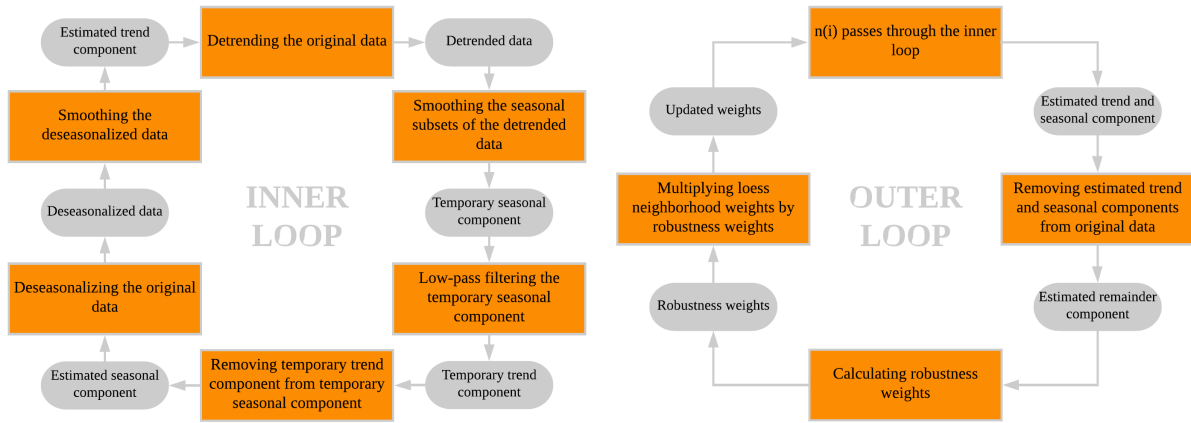 Estimated trend
component
Detrending the original data
Detrended data
Smoothing the seasonal
subsets of the detrended
data
Temporary seasonal
component
Low-pass filtering the
temporary seasonal
component
Temporary trend
component
Removing temporary trend
component from temporary
seasonal component
Estimated seasonal
component
Deseasonalizing the original
data
Deseasonalized data
Smoothing the
deseasonalized data
INNER
LOOP
n(i) passes through the inner
loop
Estimated trend and
seasonal component
Removing estimated trend
and seasonal components
from original data
Estimated remainder
component
Calculating robustness
weights
Robustness weights
Multiplying loess
neighborhood weights by
robustness weights
Updated weights
OUTER
LOOP